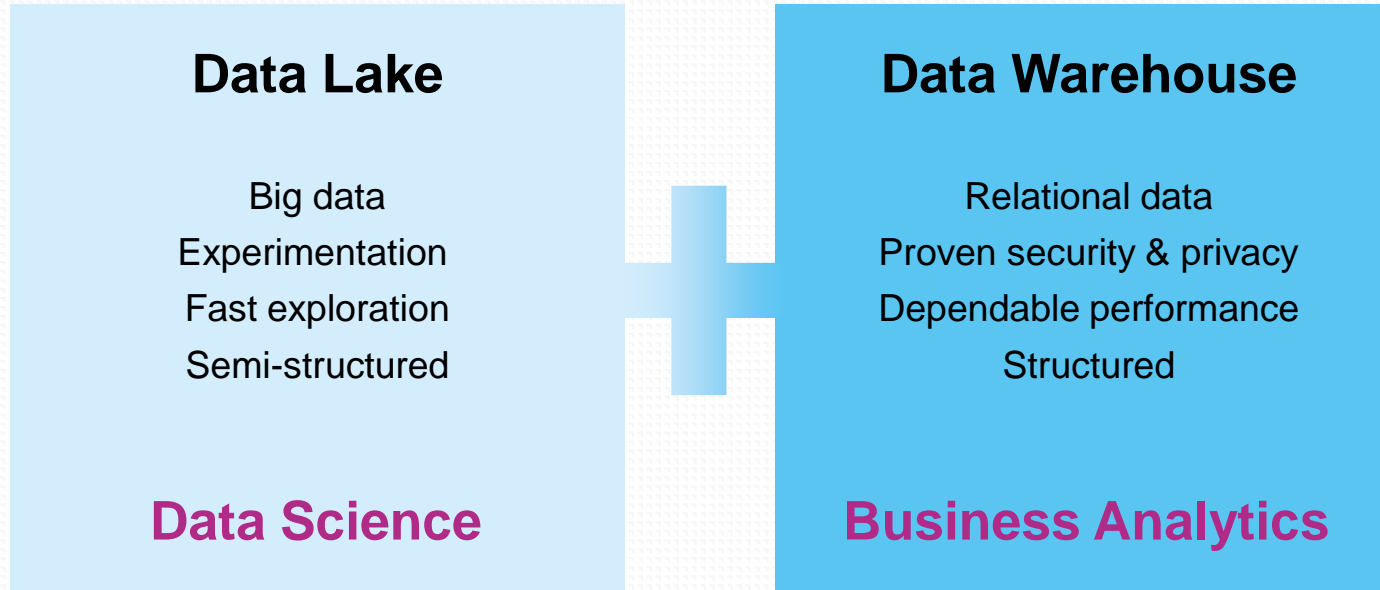 Data Lake
Big data
Experimentation
Fast exploration
Semi-structured
Data Science
Data Warehouse
Relational data
Proven security & privacy
Dependable performance
Structured
Business Analytics